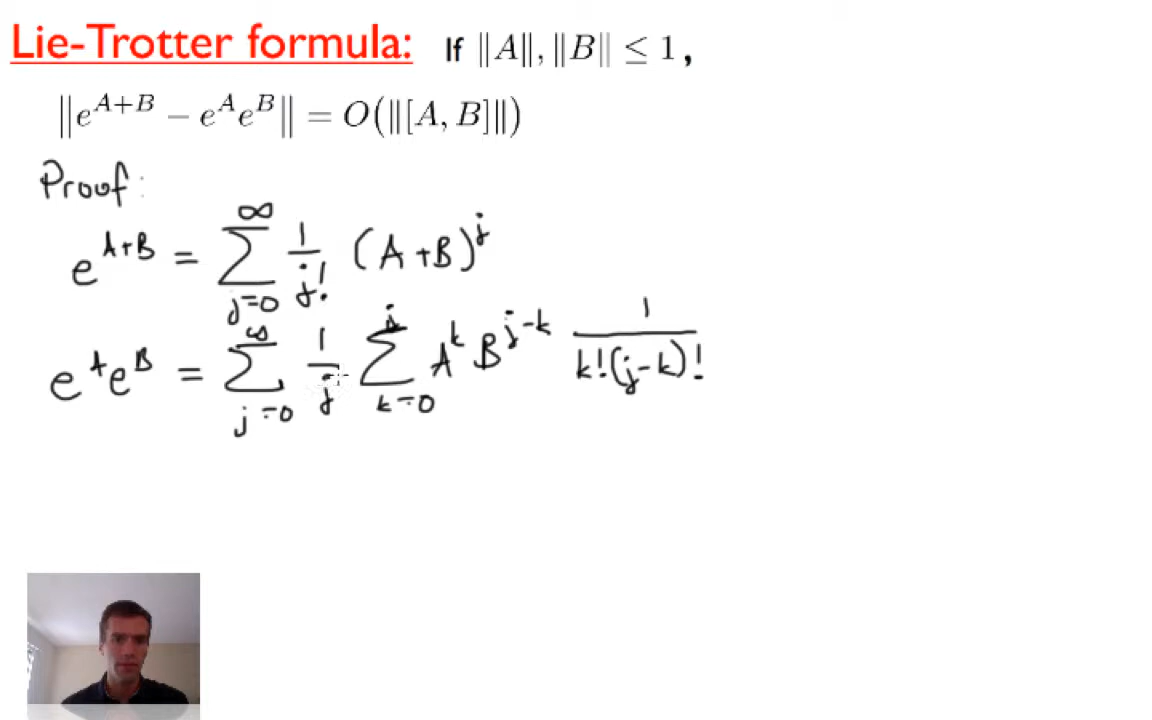 Lie-Trotter formula: If ‖A‖, ‖B‖ ≤ 1,
‖e^{A+B} − e^A e^B‖ = O(‖[A, B]‖)
Proof:
e^{A+B} = ∑_{j=0}^{∞} 1/j! (A+B)^j
e^A e^B = ∑_{j=0}^{∞} 1/j ∑_{k=0}^{j} A^k B^{j-k} 1/(k!(j-k)!)